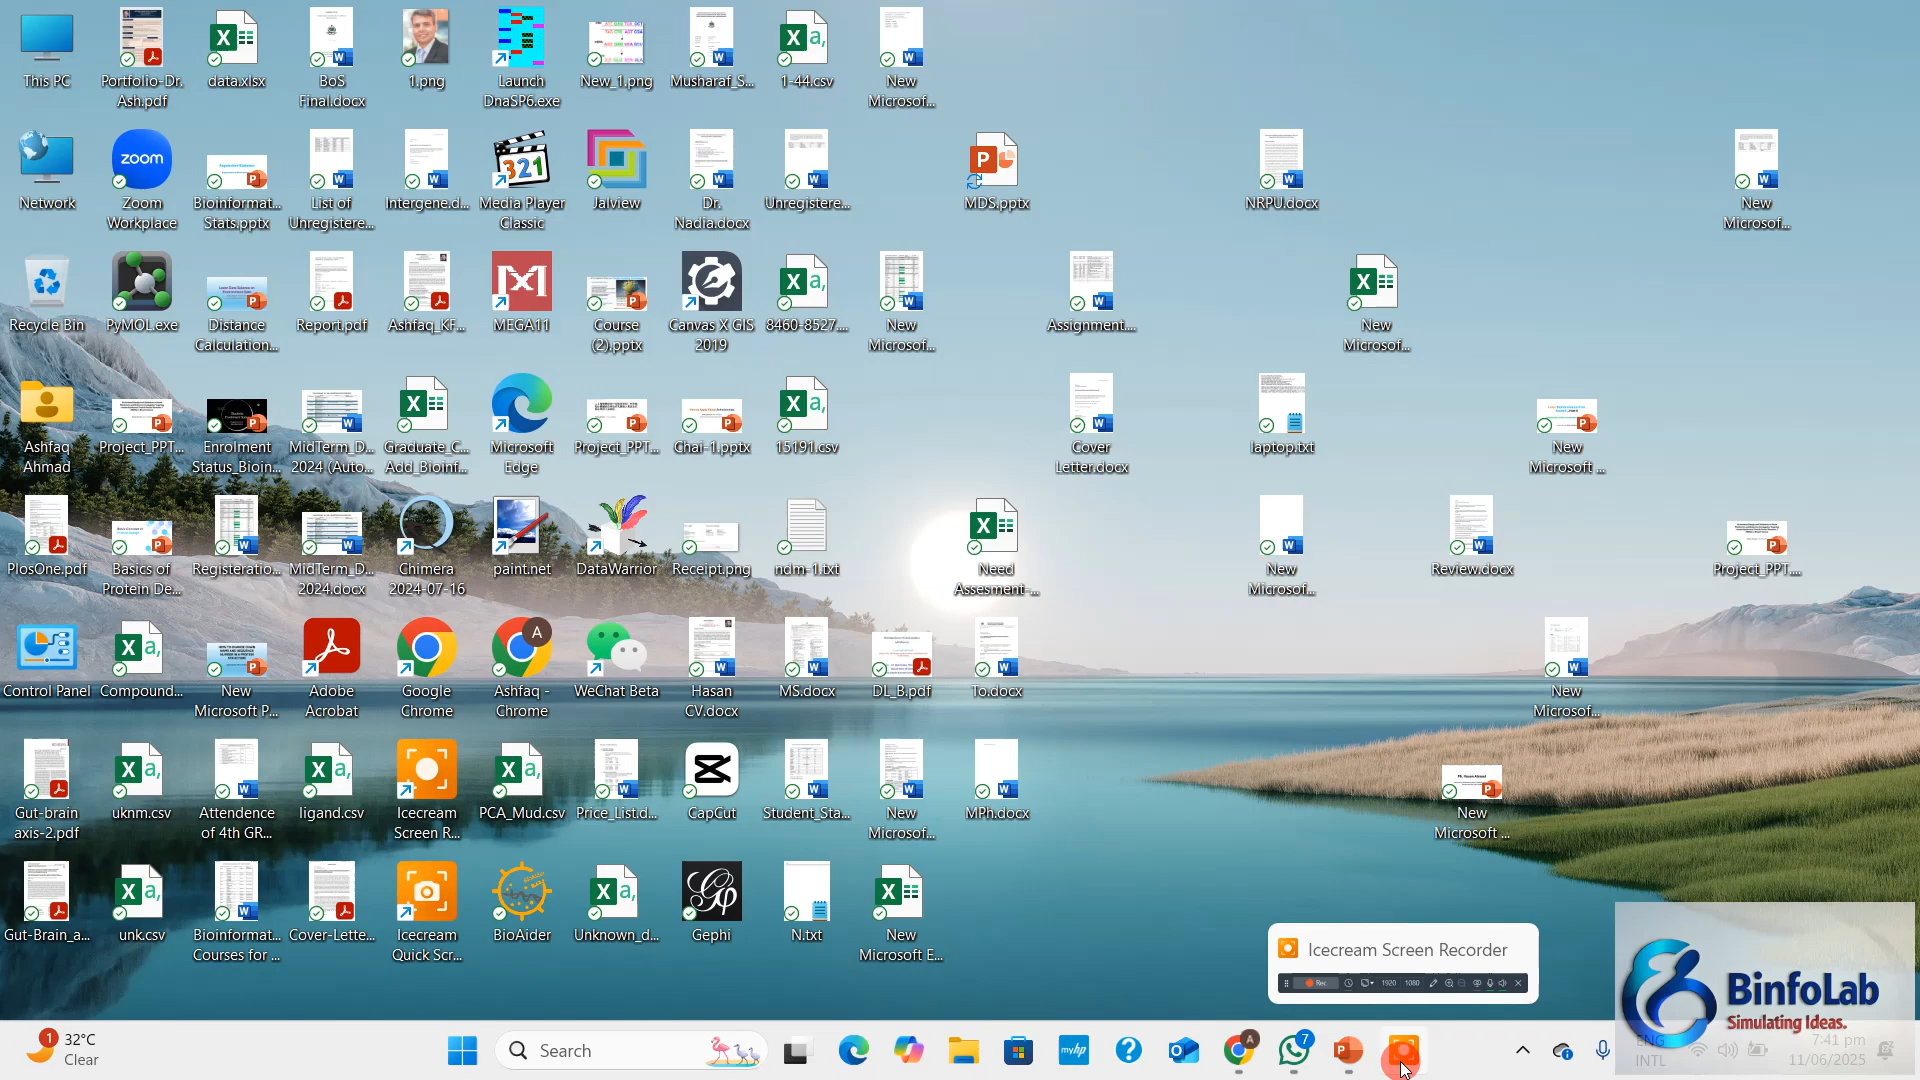 This PC
Portfolio-Dr.
Ash.pdf
data.xlsx
BoS
Final.docx
1.png
Launch
DnaSP6.exe
New_1.png
Musharaf_S...
1-44.csv
New
Microsof...
Network
zoom
Zoom
Workplace
Bioinformat...
Stats.pptx
List of
Unregistere...
Intergene.d...
321
Media Player
Classic
Jalview
Dr.
Nadia.docx
Unregistere...
MDS.pptx
NRPU.docx
New
Microsof...
Recycle Bin
PyMOL.exe
Distance
Calculation...
Report.pdf
Ashfaq_KF...
MEGA11
Course
(2).pptx
Canvas X GIS
2019
8460-8527....
New
Microsof...
Assignment....
New
Microsof...
Ashfaq
Ahmad
Project_PPT...
Enrolment
Status_Bioin...
MidTerm_D...
2024 (Auto...
Graduate_C...
Add_Bioinf...
Microsoft
Edge
Project_PPT...
Chai-1.pptx
15191.csv
Cover
Letter.docx
laptop.txt
New
Microsoft ...
PlosOne.pdf
Basics of
Protein De...
Registeratio...
MidTerm_D...
2024.docx
Chimera
2024-07-16
paint.net
DataWarrior
Receipt.png
ndm-1.txt
Need
Assesment-...
New
Microsof...
Review.docx
Project_PPT....
Control Panel
Compound...
New
Microsoft P...
Adobe
Acrobat
Google
Chrome
A
Ashfaq -
Chrome
WeChat Beta
Hasan
CV.docx
MS.docx
DL_B.pdf
To.docx
New
Microsof...
Gut-brain
axis-2.pdf
uknm.csv
Attendence
of 4th GR...
ligand.csv
Icecream
Screen R...
PCA_Mud.csv
Price_List.d...
CapCut
Student_Sta...
New
Microsof...
MPh.docx
New
Microsoft ...
Gut-Brain_a...
unk.csv
Bioinformat...
Courses for ...
Cover-Lette...
Icecream
Quick Scr...
BioAider
Unknown_d...
Gephi
N.txt
New
Microsoft E...
Icecream Screen Recorder
Rec 1920 1080
BinfoLab
Simulating Ideas.
1
32°C
Clear
Search
myhp
A
7
ENG
INTL
7:41 pm
11/06/2025